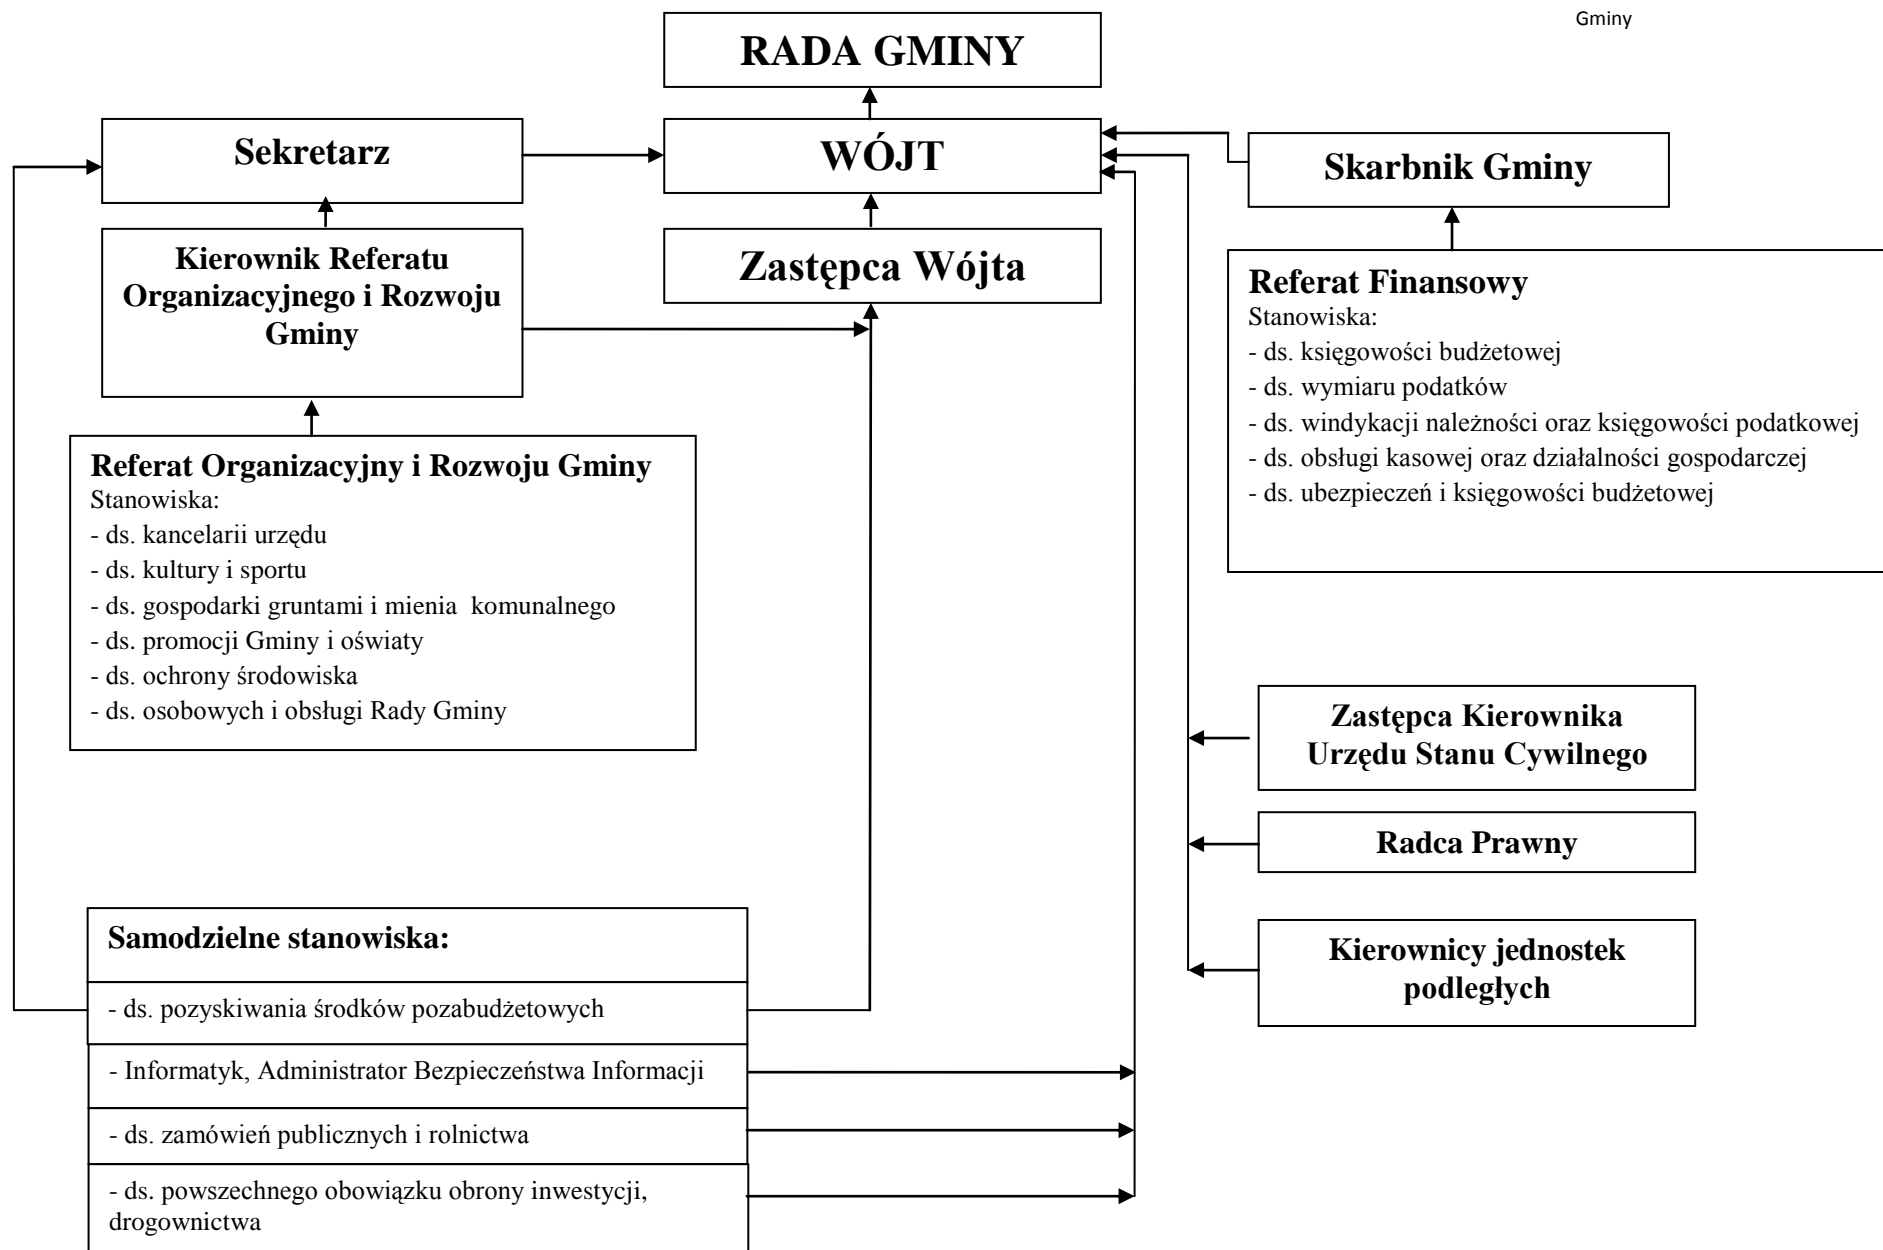 Gminy
RADA GMINY
Sekretarz
WÓJT
Skarbnik Gminy
Kierownik Referatu
Organizacyjnego i Rozwoju
Gminy
Zastępca Wójta
Referat Finansowy
Stanowiska:
- ds. księgowości budżetowej
- ds. wymiaru podatków
- ds. windykacji należności oraz księgowości podatkowej
- ds. obsługi kasowej oraz działalności gospodarczej
- ds. ubezpieczeń i księgowości budżetowej
Referat Organizacyjny i Rozwoju Gminy
Stanowiska:
- ds. kancelarii urzędu
- ds. kultury i sportu
- ds. gospodarki gruntami i mienia komunalnego
- ds. promocji Gminy i oświaty
- ds. ochrony środowiska
- ds. osobowych i obsługi Rady Gminy
Zastępca Kierownika
Urzędu Stanu Cywilnego
Radca Prawny
Kierownicy jednostek
podległych
Samodzielne stanowiska:
- ds. pozyskiwania środków pozabudżetowych
- Informatyk, Administrator Bezpieczeństwa Informacji
- ds. zamówień publicznych i rolnictwa
- ds. powszechnego obowiązku obrony inwestycji,
drogownictwa